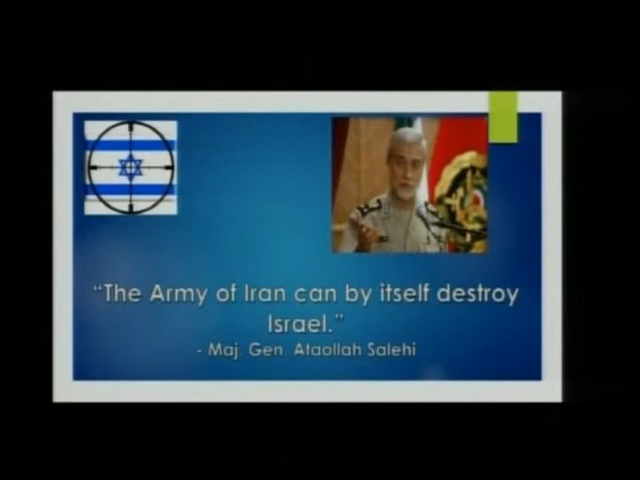 “The Army of Iran can by itself destroy
Israel.”
- Maj. Gen Ataollah Salehi